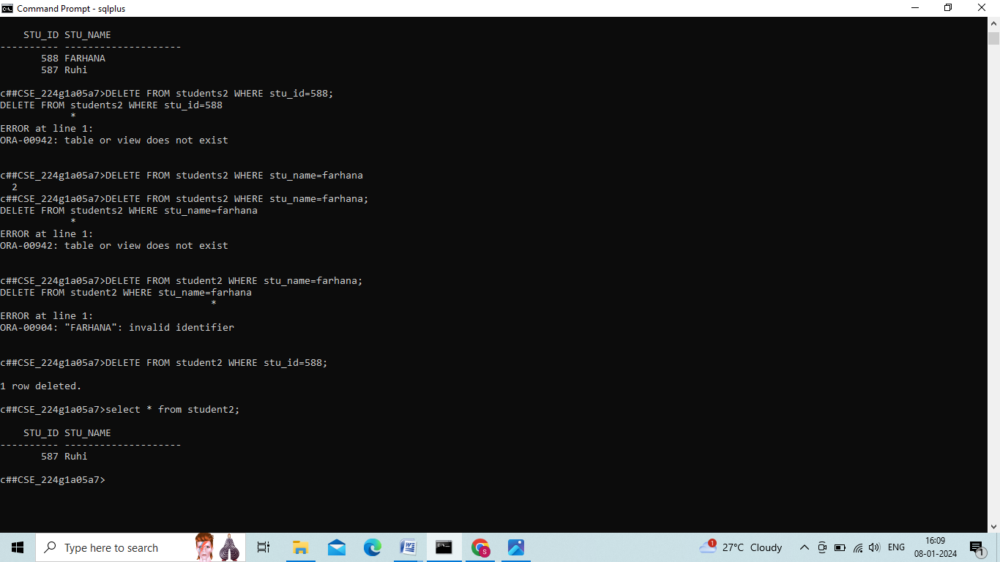 Command Prompt - sqlplus
    STU_ID STU_NAME
---------- --------------------
       588 FARHANA
       587 Ruhi
c##CSE_224g1a05a7>DELETE FROM students2 WHERE stu_id=588;
DELETE FROM students2 WHERE stu_id=588
            *
ERROR at line 1:
ORA-00942: table or view does not exist
c##CSE_224g1a05a7>DELETE FROM students2 WHERE stu_name=farhana
  2
c##CSE_224g1a05a7>DELETE FROM students2 WHERE stu_name=farhana;
DELETE FROM students2 WHERE stu_name=farhana
            *
ERROR at line 1:
ORA-00942: table or view does not exist
c##CSE_224g1a05a7>DELETE FROM student2 WHERE stu_name=farhana;
DELETE FROM student2 WHERE stu_name=farhana
                                    *
ERROR at line 1:
ORA-00904: "FARHANA": invalid identifier
c##CSE_224g1a05a7>DELETE FROM student2 WHERE stu_id=588;
1 row deleted.
c##CSE_224g1a05a7>select * from student2;
    STU_ID STU_NAME
---------- --------------------
       587 Ruhi
c##CSE_224g1a05a7>
Type here to search
1
27°C Cloudy
ENG
16:09
08-01-2024
1